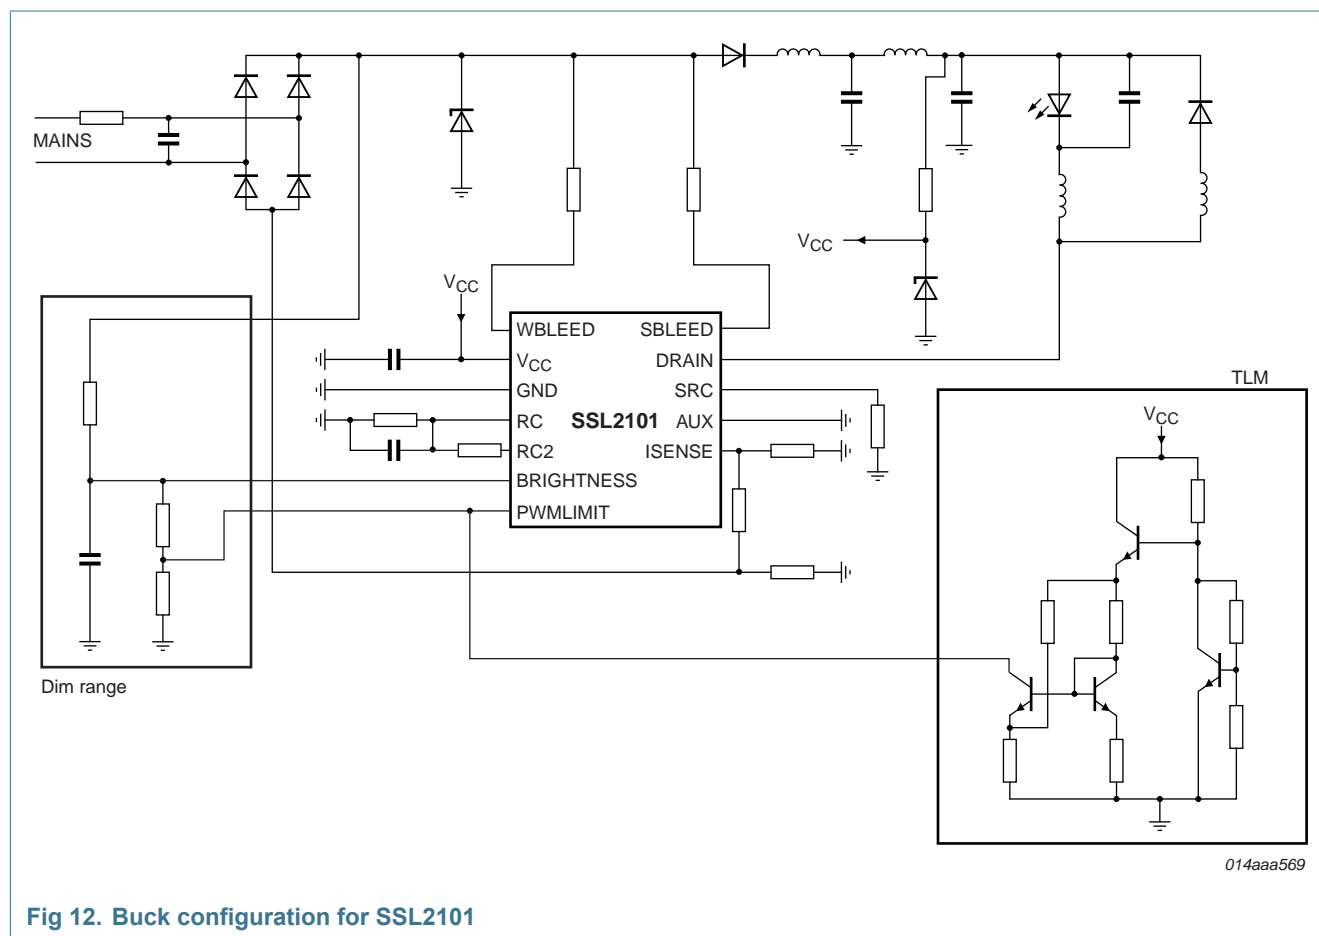 MAINS
VCC
VCC
WBLEED SBLEED
VCC DRAIN
GND SRC
RC SSL2101 AUX
RC2 ISENSE
BRIGHTNESS
PWMLIMIT
TLM
VCC
Dim range
014aaa569
Fig 12. Buck configuration for SSL2101